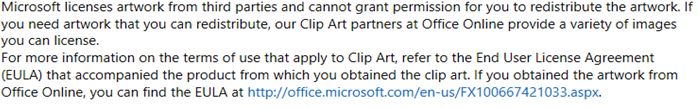 Microsoft licenses artwork from third parties and cannot grant permission for you to redistribute the artwork. If
you need artwork that you can redistribute, our Clip Art partners at Office Online provide a variety of images
you can license.
For more information on the terms of use that apply to Clip Art, refer to the End User License Agreement
(EULA) that accompanied the product from which you obtained the clip art. If you obtained the artwork from
Office Online, you can find the EULA at http://office.microsoft.com/en-us/FX100667421033.aspx.